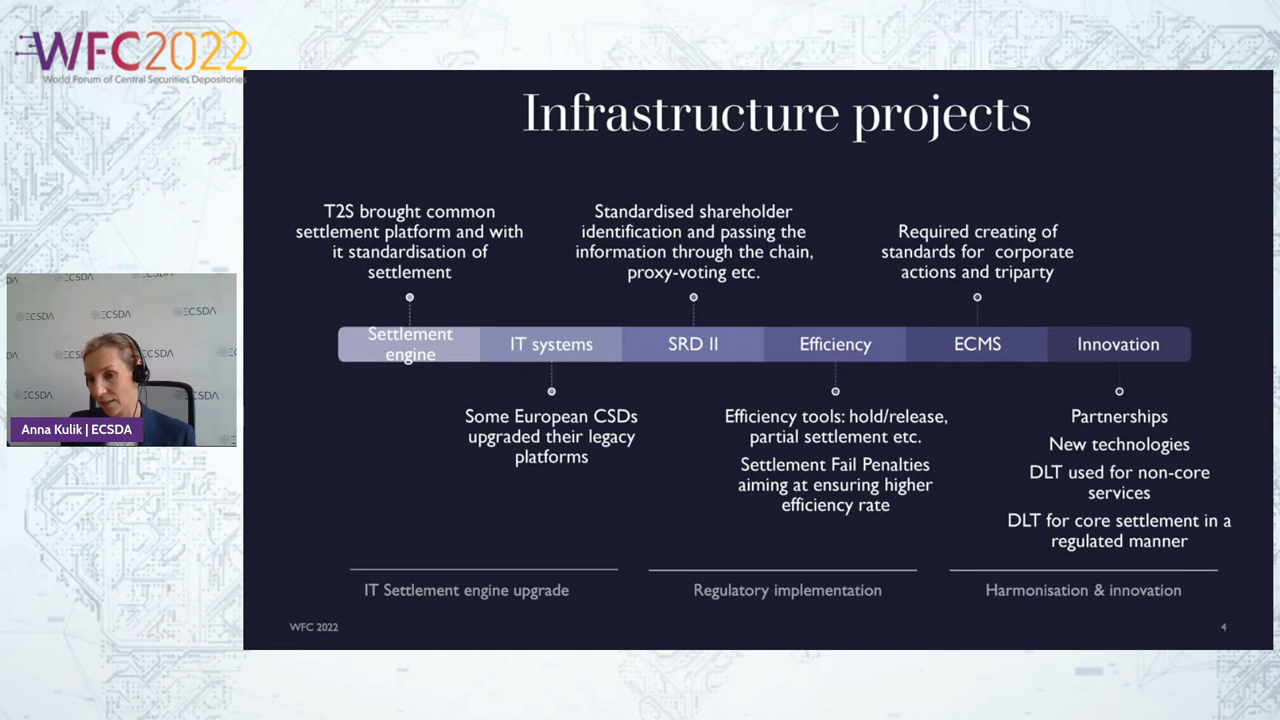 WFC2022
World Forum of Central Securities Depositories
Infrastructure projects
T2S brought common
settlement platform and with
it standardisation of
settlement
Standardised shareholder
identification and passing the
information through the chain,
proxy-voting etc.
Required creating of
standards for corporate
actions and triparty
Settlement
engine
IT systems
SRD II
Efficiency
ECMS
Innovation
Some European CSDs
upgraded their legacy
platforms
Efficiency tools: hold/release,
partial settlement etc.
Settlement Fail Penalties
aiming at ensuring higher
efficiency rate
Partnerships
New technologies
DLT used for non-core
services
DLT for core settlement in a
regulated manner
IT Settlement engine upgrade
Regulatory implementation
Harmonisation & innovation
WFC 2022
4
ECSDA
ECSDA
ECSDA
ECSDA
Anna Kulik | ECSDA